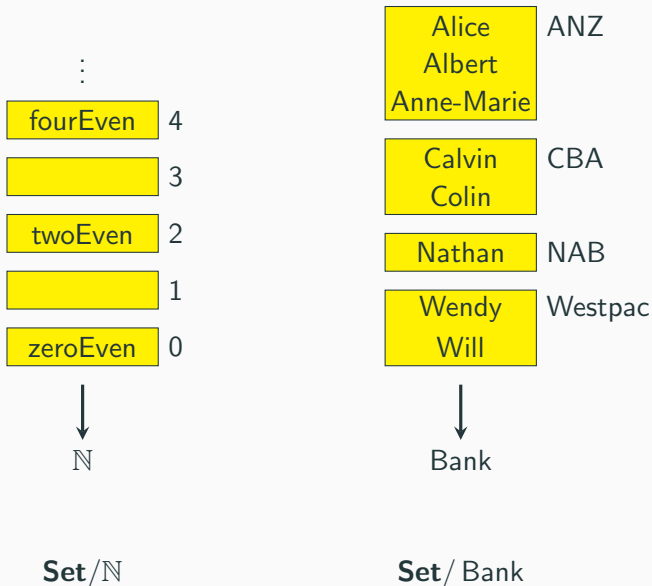 ⋮
fourEven 4
3
twoEven 2
1
zeroEven 0
ℕ
Set/ℕ
Alice ANZ
Albert
Anne-Marie
Calvin CBA
Colin
Nathan NAB
Wendy Westpac
Will
Bank
Set/ Bank